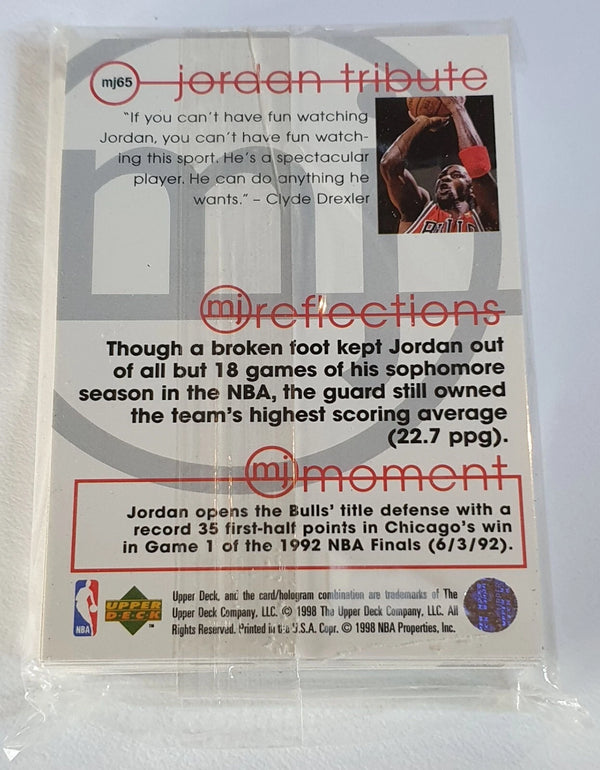 mj65
jordan tribute
"If you can't have fun watching
Jordan, you can't have fun watch-
ing this sport. He's a spectacular
player. He can do anything he
wants." – Clyde Drexler
BULLS
mj reflections
Though a broken foot kept Jordan out
of all but 18 games of his sophomore
season in the NBA, the guard still owned
the team's highest scoring average
(22.7 ppg).
mj moment
Jordan opens the Bulls' title defense with a
record 35 first-half points in Chicago's win
in Game 1 of the 1992 NBA Finals (6/3/92).
NBA
UPPER
DECK
TM
Upper Deck, and the card/hologram combination are trademarks of The
Upper Deck Company, LLC. © 1998 The Upper Deck Company, LLC. All
Rights Reserved. Printed in the U.S.A. Copr. © 1998 NBA Properties, Inc.